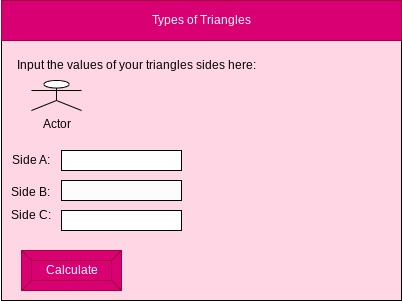 Types of Triangles
Input the values of your triangles sides here:
Actor
Side A:
Side B:
Side C:
Calculate